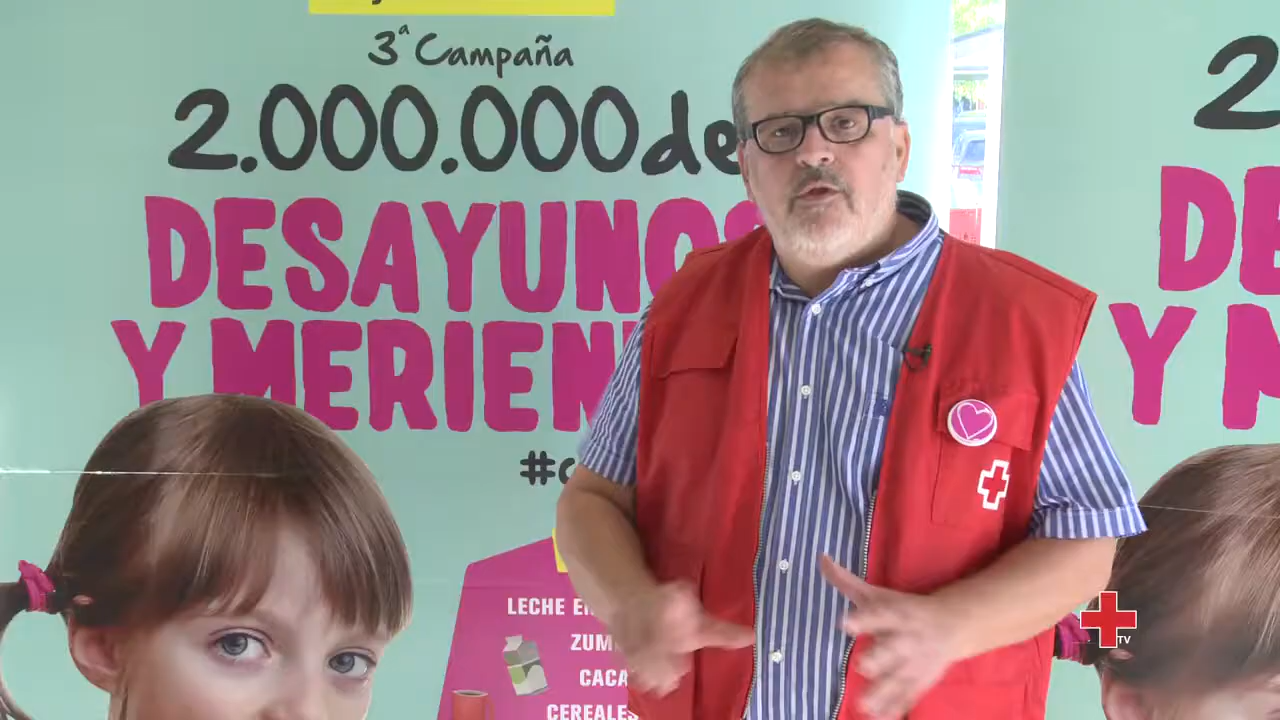 3ª Campaña
2.000.000 de
DESAYUNOS
Y MERIEN
#
LECHE
ZUM
CACA
CEREALES
2
DE
Y
TV